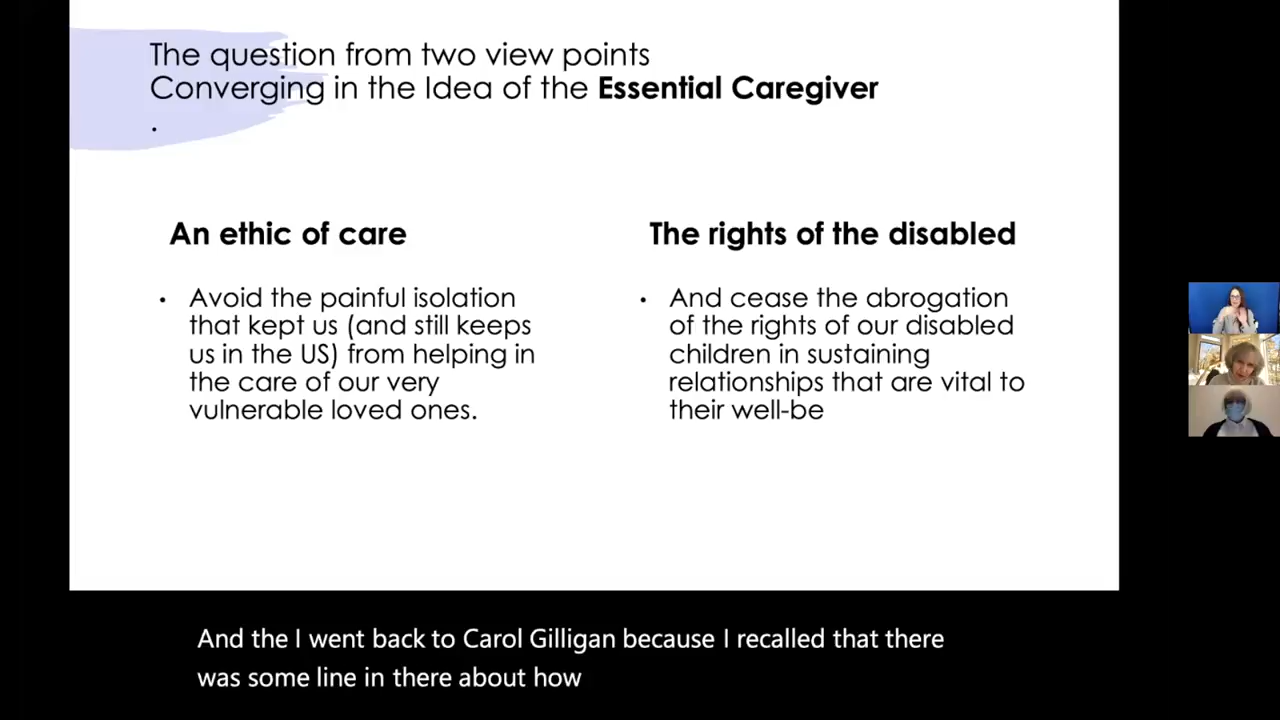 The question from two view points
Converging in the Idea of the Essential Caregiver
.
An ethic of care
• Avoid the painful isolation
that kept us (and still keeps
us in the US) from helping in
the care of our very
vulnerable loved ones.
The rights of the disabled
• And cease the abrogation
of the rights of our disabled
children in sustaining
relationships that are vital to
their well-be
And the I went back to Carol Gilligan because I recalled that there
was some line in there about how